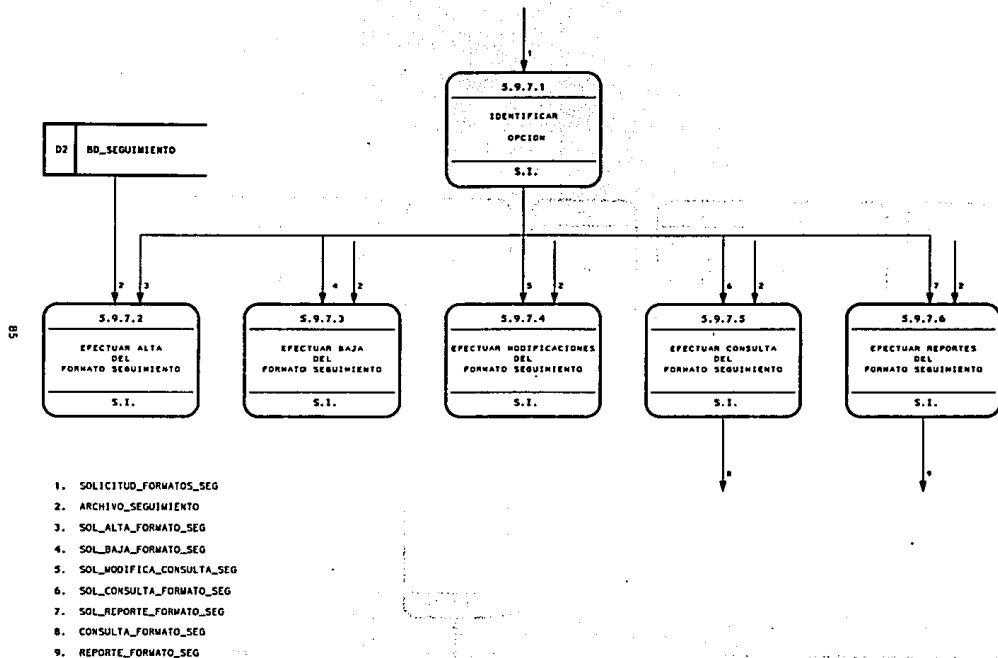 1
5.9.7.1
IDENTIFICAR
OPCION
S.I.
D2 BD_SEGUIMIENTO
2 3 4 2 5 2 6 2 7 2
5.9.7.2
EFECTUAR ALTA
DEL
FORMATO SEGUIMIENTO
S.I.
5.9.7.3
EFECTUAR BAJA
DEL
FORMATO SEGUIMIENTO
S.I.
5.9.7.4
EFECTUAR MODIFICACIONES
DEL
FORMATO SEGUIMIENTO
S.I.
5.9.7.5
EFECTUAR CONSULTA
DEL
FORMATO SEGUIMIENTO
S.I.
5.9.7.6
EFECTUAR REPORTES
DEL
FORMATO SEGUIMIENTO
S.I.
8 9
85
1. SOLICITUD_FORMATOS_SEG
2. ARCHIVO_SEGUIMIENTO
3. SOL_ALTA_FORMATO_SEG
4. SOL_BAJA_FORMATO_SEG
5. SOL_MODIFICA_CONSULTA_SEG
6. SOL_CONSULTA_FORMATO_SEG
7. SOL_REPORTE_FORMATO_SEG
8. CONSULTA_FORMATO_SEG
9. REPORTE_FORMATO_SEG